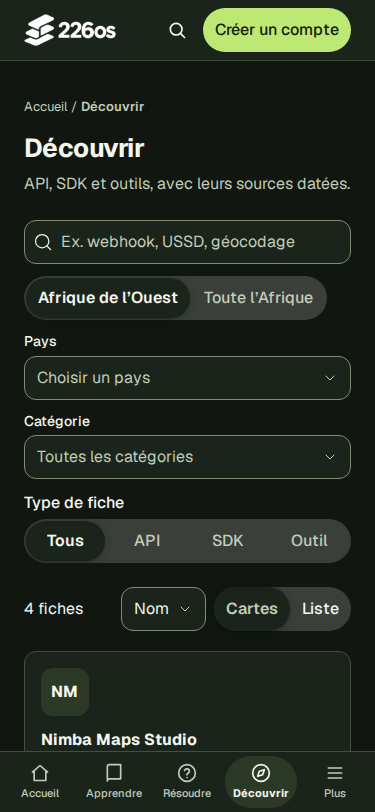 226os
Créer un compte
Accueil / Découvrir
Découvrir
API, SDK et outils, avec leurs sources datées.
Ex. webhook, USSD, géocodage
Afrique de l’Ouest
Toute l’Afrique
Pays
Choisir un pays
Catégorie
Toutes les catégories
Type de fiche
Tous
API
SDK
Outil
4 fiches
Nom
Cartes
Liste
NM
Nimba Maps Studio
Accueil
Apprendre
Résoudre
Découvrir
Plus